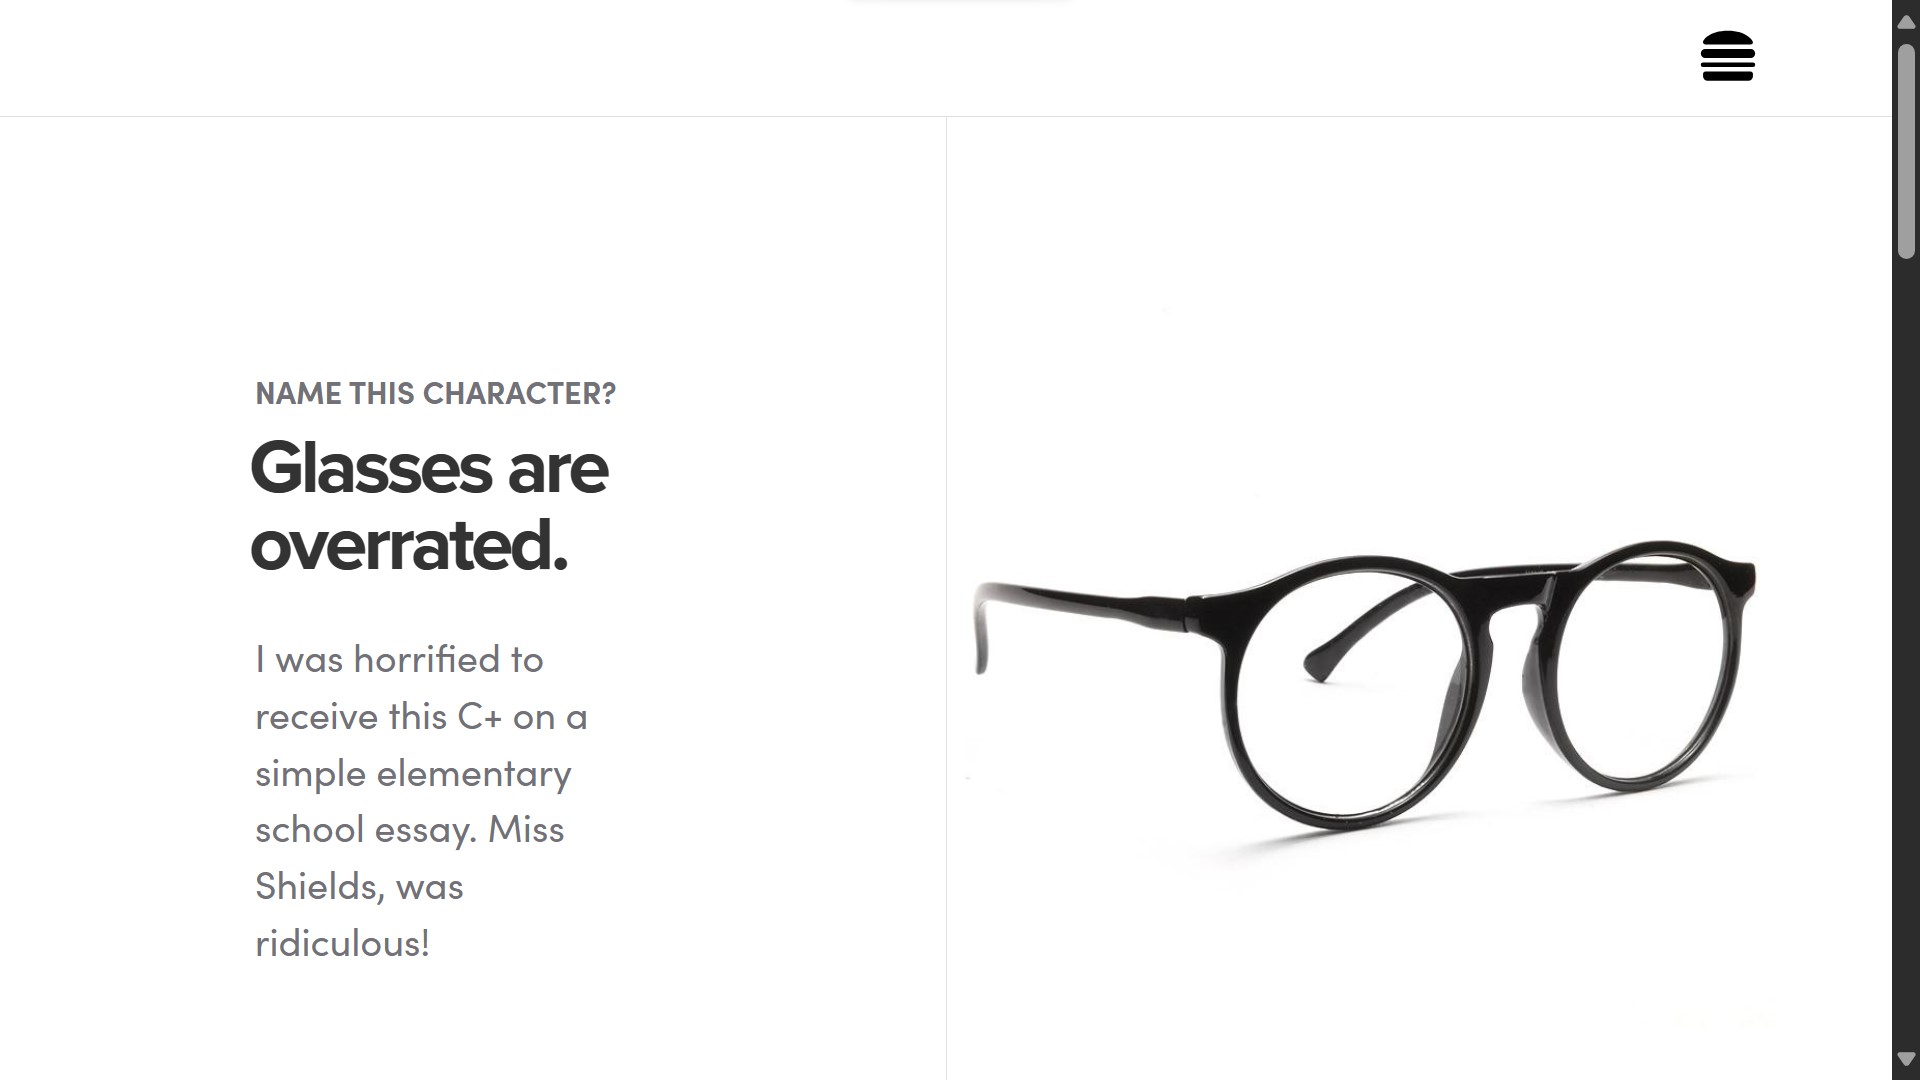 NAME THIS CHARACTER?
Glasses are
overrated.
I was horrified to
receive this C+ on a
simple elementary
school essay. Miss
Shields, was
ridiculous!